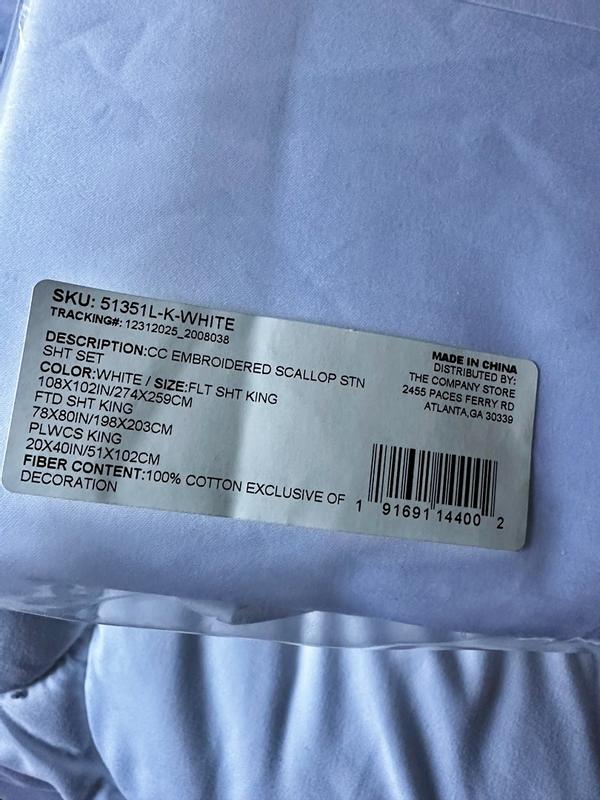 SKU: 51351L-K-WHITE
TRACKING#: 12312025_2008038
DESCRIPTION:CC EMBROIDERED SCALLOP STN
SHT SET
COLOR:WHITE / SIZE:FLT SHT KING
108X102IN/274X259CM
FTD SHT KING
78X80IN/198X203CM
PLWCS KING
20X40IN/51X102CM
FIBER CONTENT:100% COTTON EXCLUSIVE OF
DECORATION
MADE IN CHINA
DISTRIBUTED BY:
THE COMPANY STORE
2455 PACES FERRY RD
ATLANTA,GA 30339
1 91691 14400 2